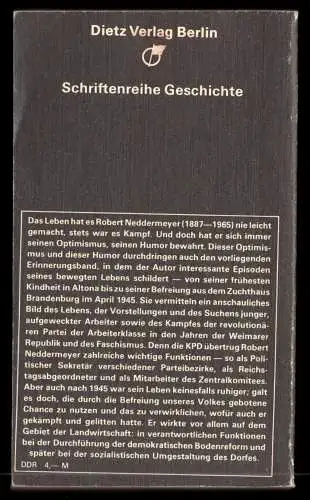 Dietz Verlag Berlin
Schriftenreihe Geschichte
Das Leben hat es Robert Neddermeyer (1887—1965) nie leicht
gemacht, stets war es Kampf. Und doch hat er sich immer
seinen Optimismus, seinen Humor bewahrt. Dieser Optimis-
mus und dieser Humor durchdringen auch den vorliegenden
Erinnerungsband, in dem der Autor interessante Episoden
seines bewegten Lebens schildert — von seiner frühesten
Kindheit in Altona bis zu seiner Befreiung aus dem Zuchthaus
Brandenburg im April 1945. Sie vermitteln ein anschauliches
Bild des Lebens, der Vorstellungen und des Suchens junger,
aufgeweckter Arbeiter sowie des Kampfes der revolutionä-
ren Partei der Arbeiterklasse in den Jahren der Weimarer
Republik und des Faschismus. Denn die KPD übertrug Robert
Neddermeyer zahlreiche wichtige Funktionen — so als Poli-
tischer Sekretär verschiedener Parteibezirke, als Reichs-
tagsabgeordneter und als Mitarbeiter des Zentralkomitees.
Aber auch nach 1945 war sein Leben keinesfalls ruhiger; galt
es doch, die durch die Befreiung unseres Volkes gebotene
Chance zu nutzen und das zu verwirklichen, wofür auch er
gekämpft und gelitten hatte. Er wirkte vor allem auf dem
Gebiet der Landwirtschaft: in verantwortlichen Funktionen
bei der Durchführung der demokratischen Bodenreform und
später bei der sozialistischen Umgestaltung des Dorfes.
DDR 4,— M